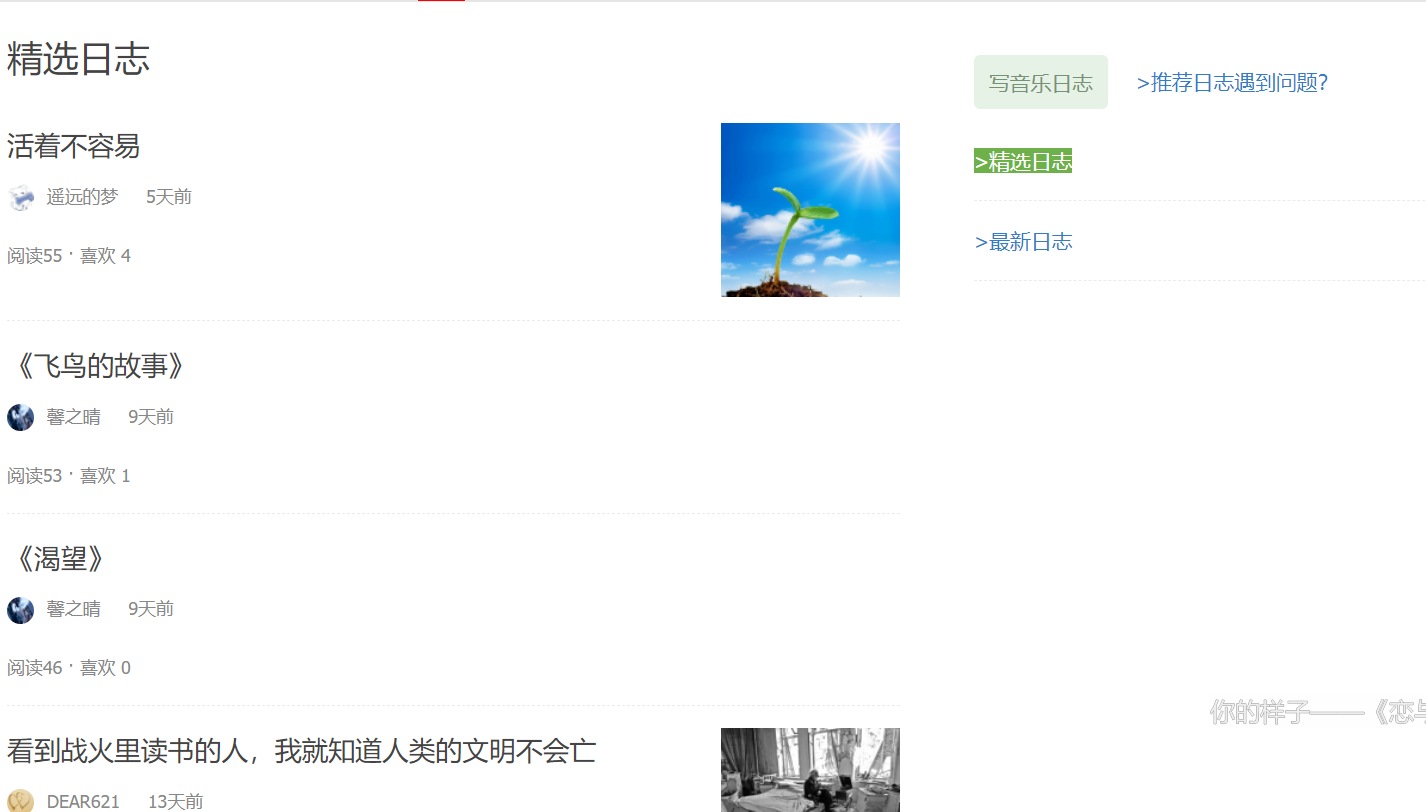 精选日志
活着不容易
遥远的梦 5天前
阅读55 · 喜欢 4
《飞鸟的故事》
馨之晴 9天前
阅读53 · 喜欢 1
《渴望》
馨之晴 9天前
阅读46 · 喜欢 0
看到战火里读书的人，我就知道人类的文明不会亡
DEAR621 13天前
写音乐日志 >推荐日志遇到问题?
>精选日志
>最新日志
你的样子——《恋与